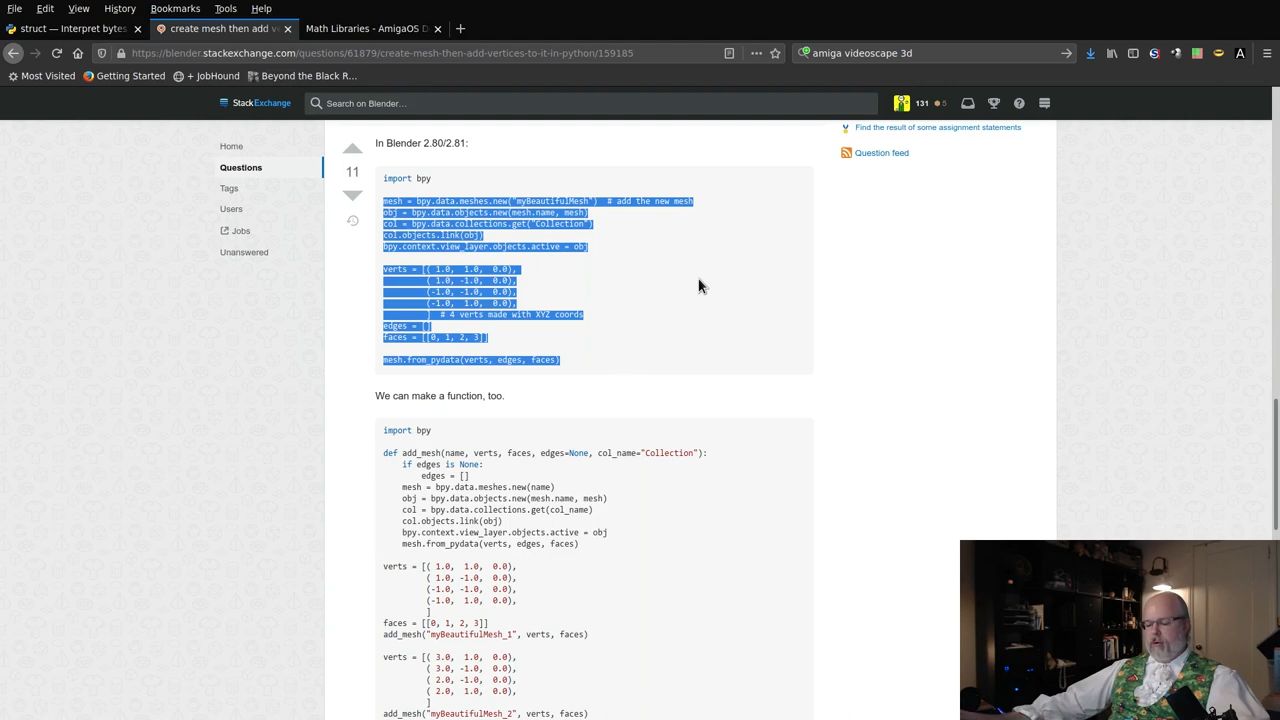 File Edit View History Bookmarks Tools Help
struct — Interpret bytes
create mesh then add ve
Math Libraries - AmigaOS D
https://blender.stackexchange.com/questions/61879/create-mesh-then-add-vertices-to-it-in-python/159185
amiga videoscape 3d
Most Visited Getting Started + JobHound Beyond the Black R...
StackExchange Search on Blender… 131 5
Home
Questions
Tags
Users
Jobs
Unanswered
Find the result of some assignment statements
Question feed
In Blender 2.80/2.81:
11
import bpy
mesh = bpy.data.meshes.new("myBeautifulMesh")  # add the new mesh
obj = bpy.data.objects.new(mesh.name, mesh)
col = bpy.data.collections.get("Collection")
col.objects.link(obj)
bpy.context.view_layer.objects.active = obj
verts = [( 1.0,  1.0,  0.0),
( 1.0, -1.0,  0.0),
(-1.0, -1.0,  0.0),
(-1.0,  1.0,  0.0),
]  # 4 verts made with XYZ coords
edges = []
faces = [[0, 1, 2, 3]]
mesh.from_pydata(verts, edges, faces)
We can make a function, too.
import bpy
def add_mesh(name, verts, faces, edges=None, col_name="Collection"):
if edges is None:
edges = []
mesh = bpy.data.meshes.new(name)
obj = bpy.data.objects.new(mesh.name, mesh)
col = bpy.data.collections.get(col_name)
col.objects.link(obj)
bpy.context.view_layer.objects.active = obj
mesh.from_pydata(verts, edges, faces)
verts = [( 1.0,  1.0,  0.0),
( 1.0, -1.0,  0.0),
(-1.0, -1.0,  0.0),
(-1.0,  1.0,  0.0),
]
faces = [[0, 1, 2, 3]]
add_mesh("myBeautifulMesh_1", verts, faces)
verts = [( 3.0,  1.0,  0.0),
( 3.0, -1.0,  0.0),
( 2.0, -1.0,  0.0),
( 2.0,  1.0,  0.0),
]
add_mesh("myBeautifulMesh_2", verts, faces)